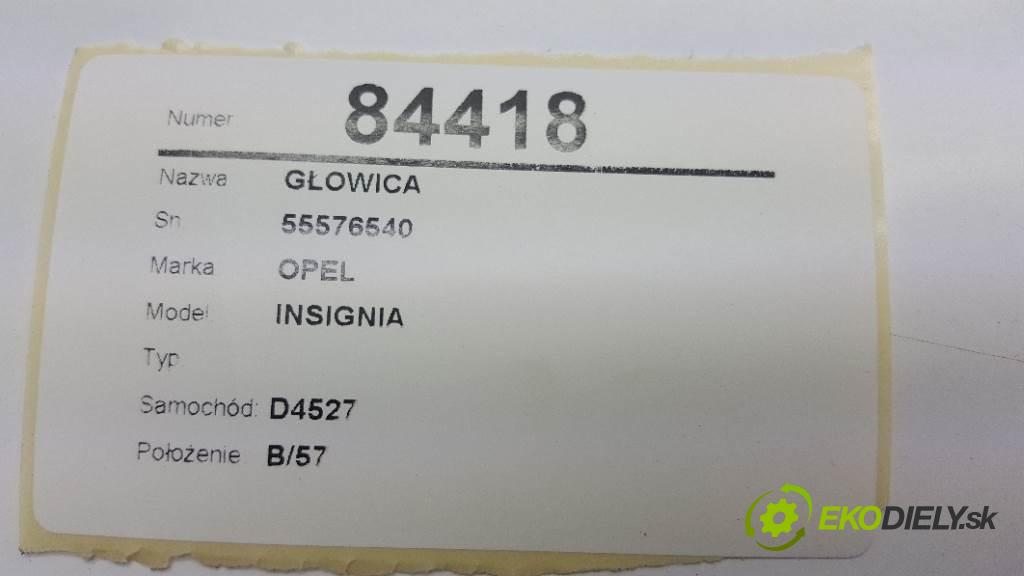 Numer 84418
Nazwa GŁOWICA
Sn 55576540
Marka OPEL
Model INSIGNIA
Typ
Samochód: D4527
Położenie B/57
EKODIELY.sk